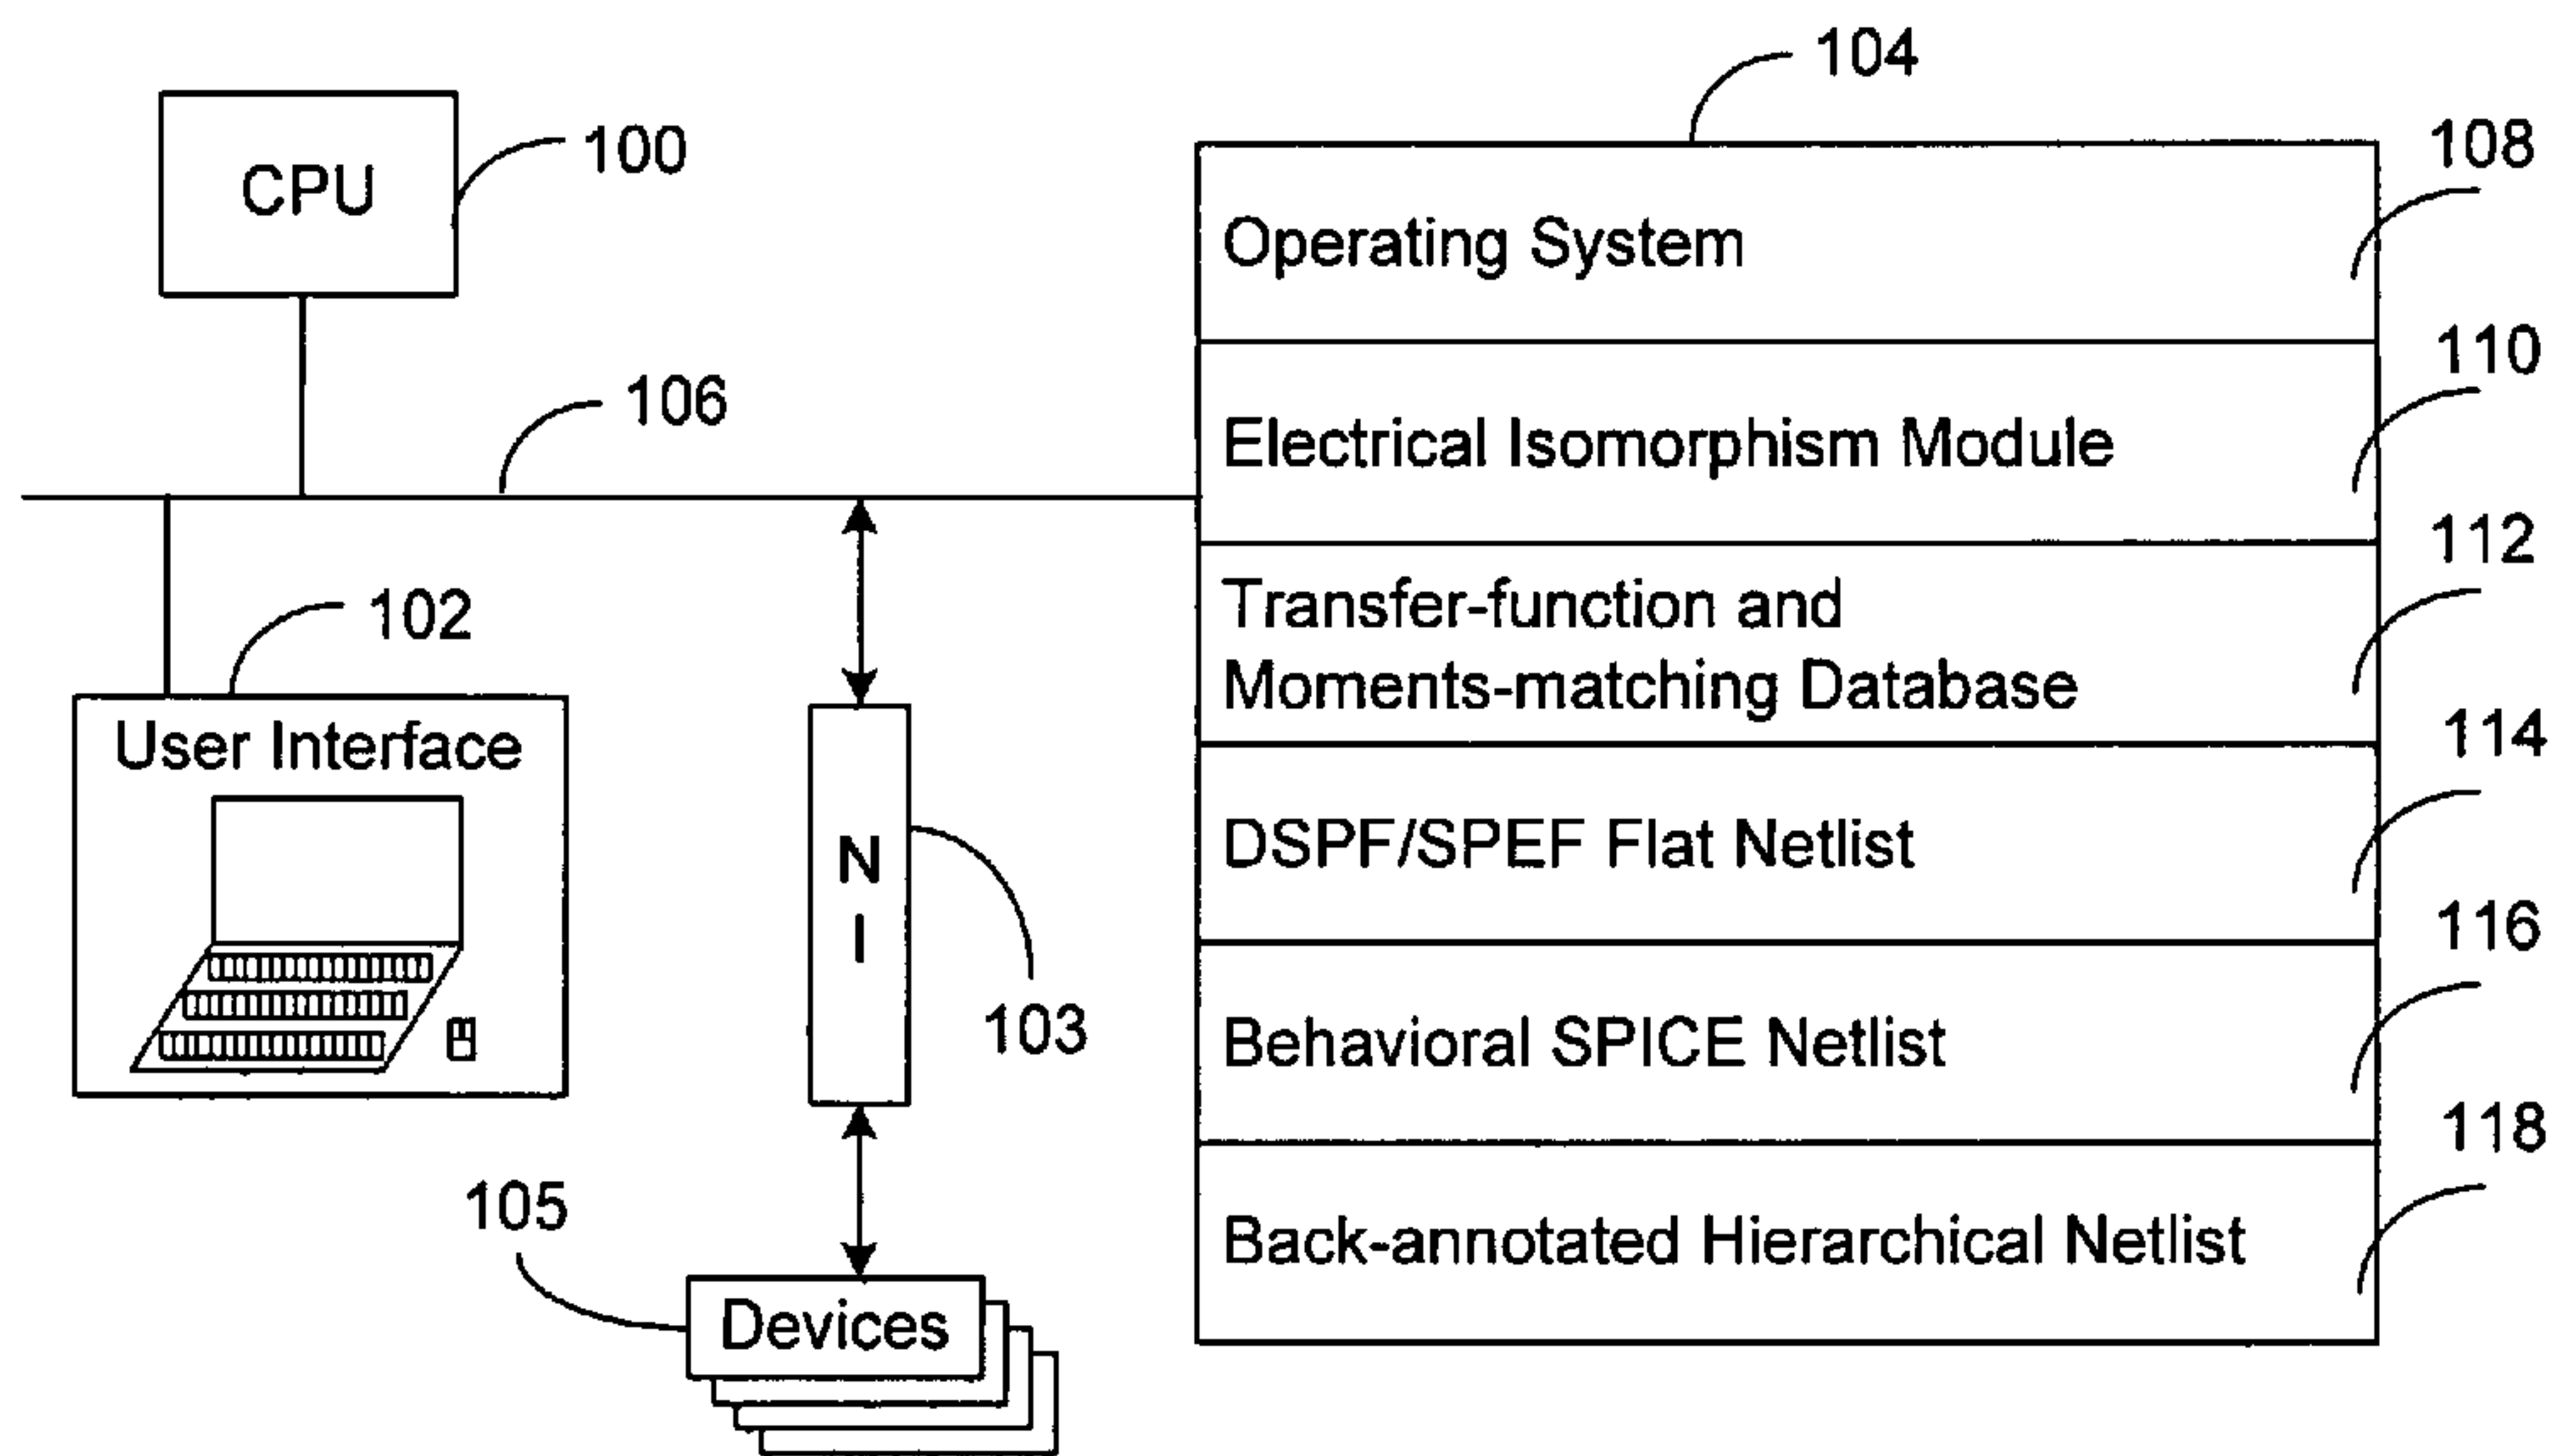 104
CPU
100
108
Operating System
110
106
Electrical Isomorphism Module
112
102
Transfer-function and
Moments-matching Database
User Interface
114
N
I
DSPF/SPEF Flat Netlist
116
103
Behavioral SPICE Netlist
118
105
Back-annotated Hierarchical Netlist
Devices